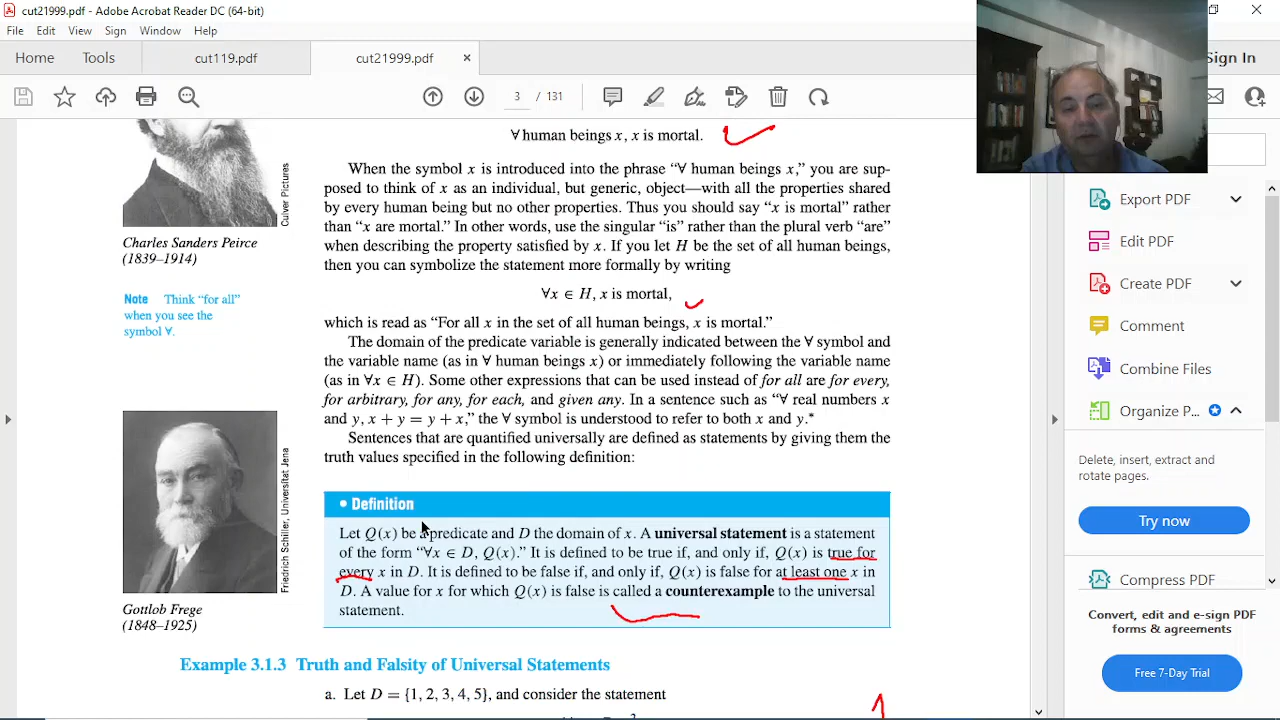 cut21999.pdf - Adobe Acrobat Reader DC (64-bit)
File Edit View Sign Window Help
Home Tools cut119.pdf cut21999.pdf × Sign In
3 / 131
∀ human beings x, x is mortal.
When the symbol x is introduced into the phrase “∀ human beings x,” you are sup-
posed to think of x as an individual, but generic, object—with all the properties shared
by every human being but no other properties. Thus you should say “x is mortal” rather
than “x are mortal.” In other words, use the singular “is” rather than the plural verb “are”
when describing the property satisfied by x. If you let H be the set of all human beings,
then you can symbolize the statement more formally by writing
∀x ∈ H, x is mortal,
which is read as “For all x in the set of all human beings, x is mortal.”
The domain of the predicate variable is generally indicated between the ∀ symbol and
the variable name (as in ∀ human beings x) or immediately following the variable name
(as in ∀x ∈ H). Some other expressions that can be used instead of for all are for every,
for arbitrary, for any, for each, and given any. In a sentence such as “∀ real numbers x
and y, x + y = y + x,” the ∀ symbol is understood to refer to both x and y.*
Sentences that are quantified universally are defined as statements by giving them the
truth values specified in the following definition:
Culver Pictures
Charles Sanders Peirce
(1839–1914)
Note Think “for all”
when you see the
symbol ∀.
Friedrich Schiller, Universitat Jena
Gottlob Frege
(1848–1925)
• Definition
Let Q(x) be a predicate and D the domain of x. A universal statement is a statement
of the form “∀x ∈ D, Q(x).” It is defined to be true if, and only if, Q(x) is true for
every x in D. It is defined to be false if, and only if, Q(x) is false for at least one x in
D. A value for x for which Q(x) is false is called a counterexample to the universal
statement.
Example 3.1.3 Truth and Falsity of Universal Statements
a. Let D = {1, 2, 3, 4, 5}, and consider the statement
Export PDF
Edit PDF
Create PDF
Comment
Combine Files
Organize P...
Delete, insert, extract and
rotate pages.
Try now
Compress PDF
Convert, edit and e-sign PDF
forms & agreements
Free 7-Day Trial